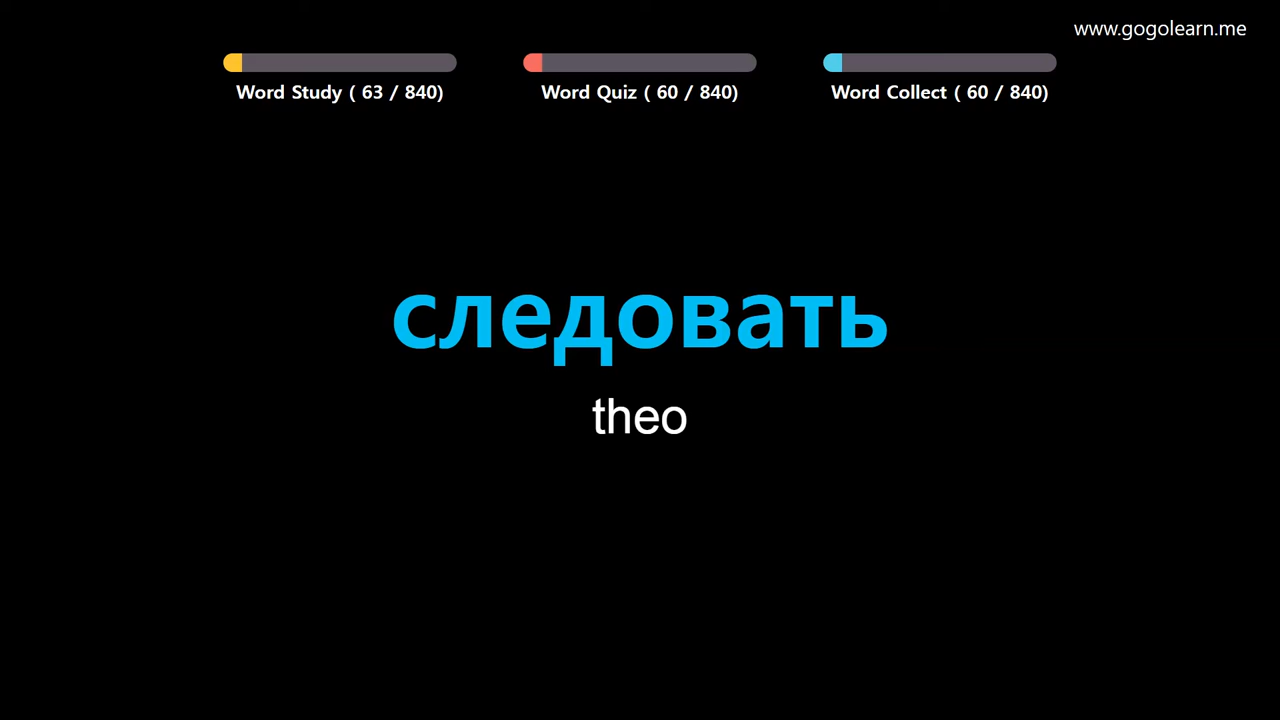 www.gogolearn.me
Word Study ( 63 / 840)
Word Quiz ( 60 / 840)
Word Collect ( 60 / 840)
следовать
theo